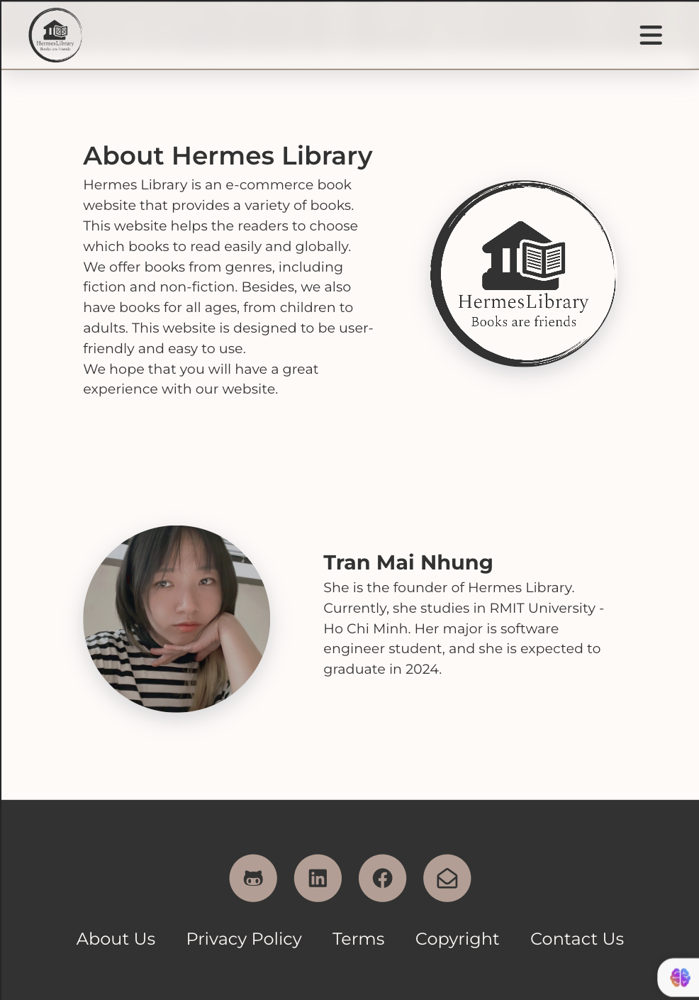 HermesLibrary
Books are friends
About Hermes Library
Hermes Library is an e-commerce book
website that provides a variety of books.
This website helps the readers to choose
which books to read easily and globally.
We offer books from genres, including
fiction and non-fiction. Besides, we also
have books for all ages, from children to
adults. This website is designed to be user-
friendly and easy to use.
We hope that you will have a great
experience with our website.
HermesLibrary
Books are friends
Tran Mai Nhung
She is the founder of Hermes Library.
Currently, she studies in RMIT University -
Ho Chi Minh. Her major is software
engineer student, and she is expected to
graduate in 2024.
in
About Us Privacy Policy Terms Copyright Contact Us